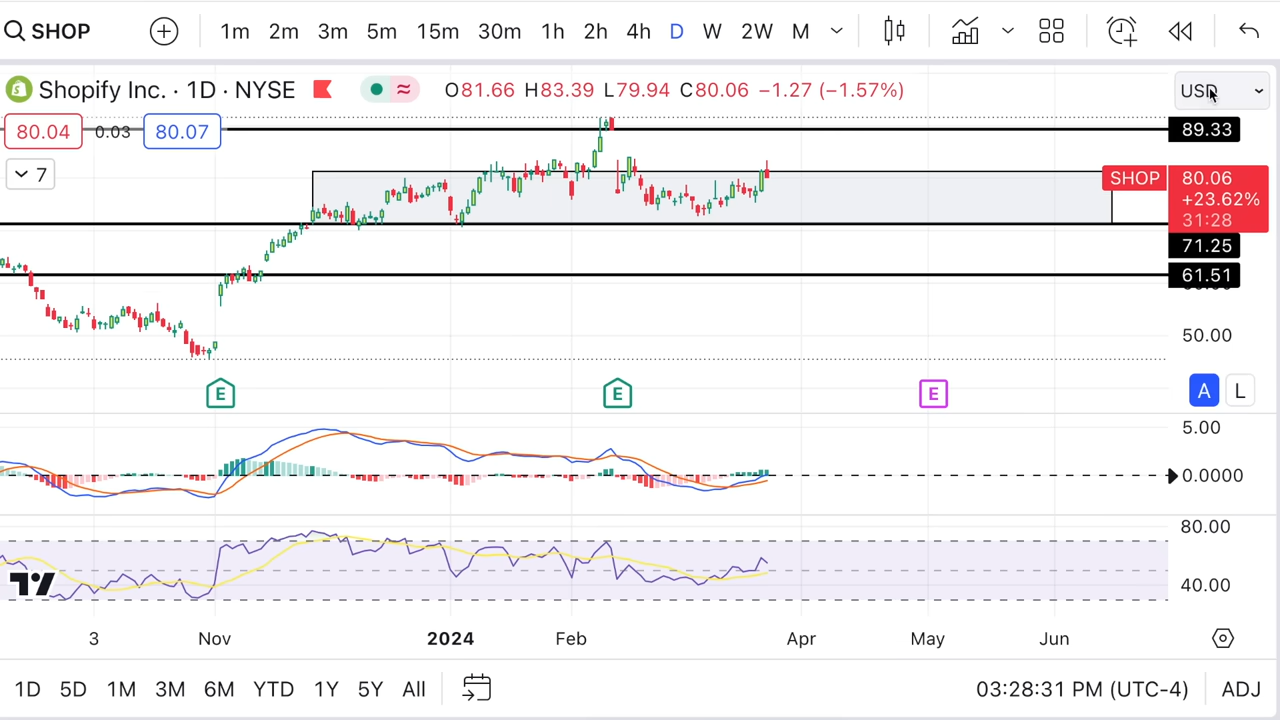 SHOP 1m 2m 3m 5m 15m 30m 1h 2h 4h D W 2W M
Shopify Inc. · 1D · NYSE ≈ O81.66 H83.39 L79.94 C80.06 −1.27 (−1.57%) USD
80.04 0.03 80.07 89.33
7
SHOP 80.06
+23.62%
31:28
71.25
61.51
50.00
E E E A L
5.00
0.0000
80.00
40.00
3 Nov 2024 Feb Apr May Jun
1D 5D 1M 3M 6M YTD 1Y 5Y All 03:28:31 PM (UTC-4) ADJ